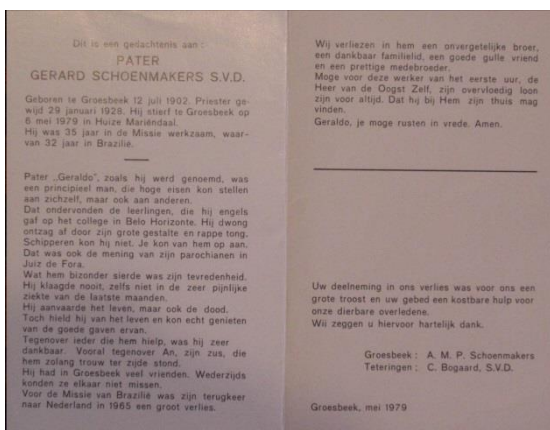 Dit is een gedachtenis aan :
PATER
GERARD SCHOENMAKERS S.V.D.
Geboren te Groesbeek 12 juli 1902. Priester ge-
wijd 29 januari 1928. Hij stierf te Groesbeek op
6 mei 1979 in Huize Mariëndaal.
Hij was 35 jaar in de Missie werkzaam, waar-
van 32 jaar in Brazilië.
Pater „Geraldo", zoals hij werd genoemd, was
een principieel man, die hoge eisen kon stellen
aan zichzelf, maar ook aan anderen.
Dat ondervonden de leerlingen, die hij engels
gaf op het college in Belo Horizonte. Hij dwong
ontzag af door zijn grote gestalte en rappe tong.
Schipperen kon hij niet. Je kon van hem op aan.
Dat was ook de mening van zijn parochianen in
Juiz de Fora.
Wat hem bizonder sierde was zijn tevredenheid.
Hij klaagde nooit, zelfs niet in de zeer pijnlijke
ziekte van de laatste maanden.
Hij aanvaarde het leven, maar ook de dood.
Toch hield hij van het leven en kon echt genieten
van de goede gaven ervan.
Tegenover ieder die hem hielp, was hij zeer
dankbaar. Vooral tegenover An, zijn zus, die
hem zolang trouw ter zijde stond.
Hij had in Groesbeek veel vrienden. Wederzijds
konden ze elkaar niet missen.
Voor de Missie van Brazilië was zijn terugkeer
naar Nederland in 1965 een groot verlies.
Wij verliezen in hem een onvergetelijke broer,
een dankbaar familielid, een goede gulle vriend
en een prettige medebroeder.
Moge voor deze werker van het eerste uur, de
Heer van de Oogst Zelf, zijn overvloedig loon
zijn voor altijd. Dat hij bij Hem zijn thuis mag
vinden.
Geraldo, je moge rusten in vrede. Amen.
Uw deelneming in ons verlies was voor ons een
grote troost en uw gebed een kostbare hulp voor
onze dierbare overledene.
Wij zeggen u hiervoor hartelijk dank.
Groesbeek : A. M. P. Schoenmakers
Teteringen : C. Bogaard, S.V.D.
Groesbeek, mei 1979